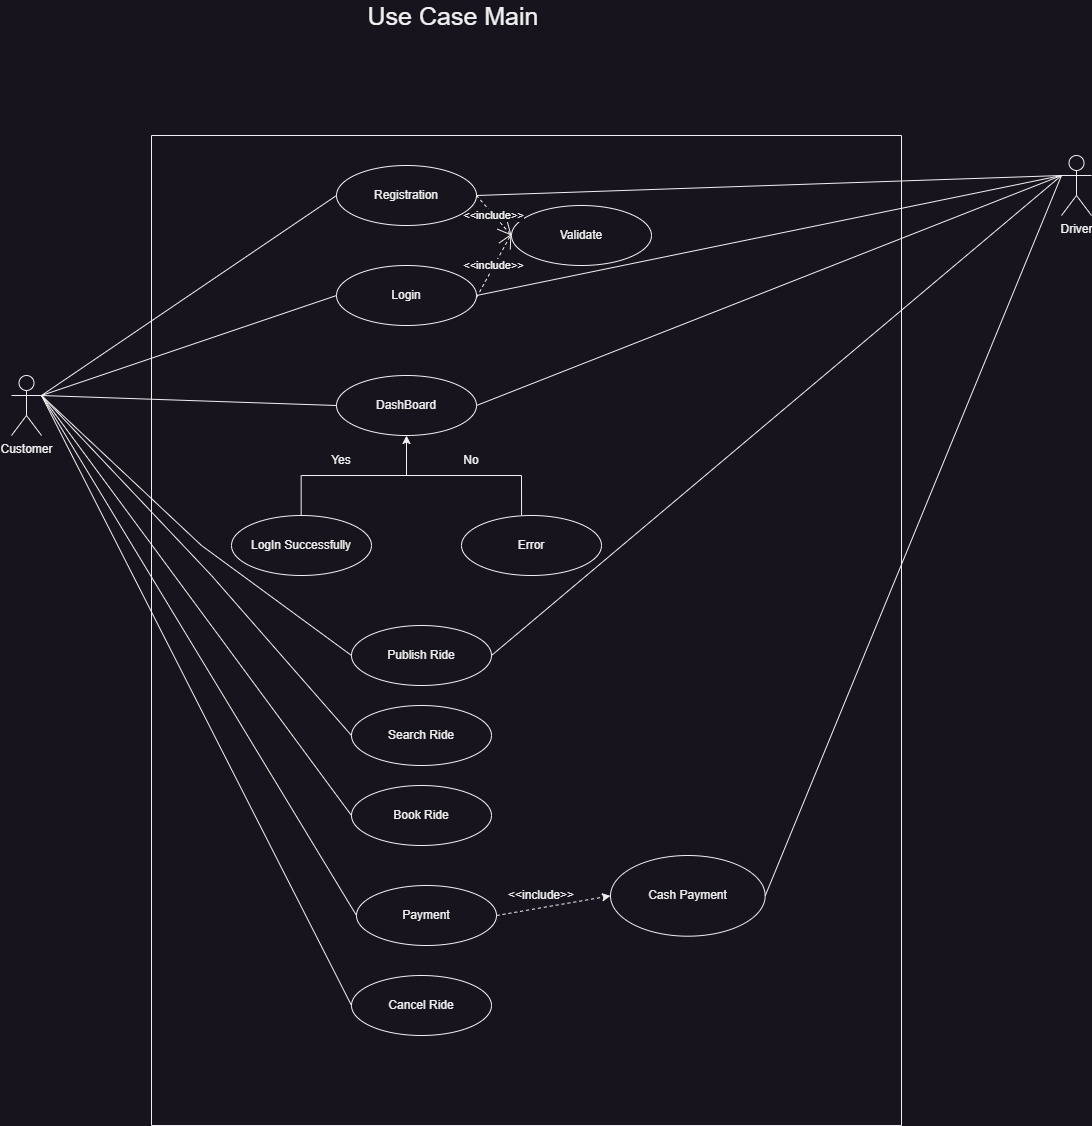 Use Case Main
Registration
<<include>>
Validate
Driver
<<include>>
Login
DashBoard
Customer
Yes
No
LogIn Successfully
Error
Publish Ride
Search Ride
Book Ride
<<include>>
Cash Payment
Payment
Cancel Ride